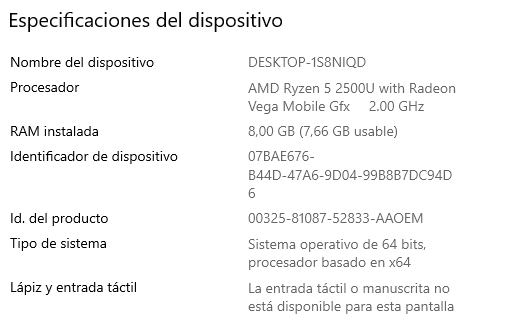 Especificaciones del dispositivo
Nombre del dispositivo DESKTOP-1S8NIQD
Procesador AMD Ryzen 5 2500U with Radeon
Vega Mobile Gfx 2.00 GHz
RAM instalada 8,00 GB (7,66 GB usable)
Identificador de dispositivo 07BAE676-
B44D-47A6-9D04-99B8B7DC94D
6
Id. del producto 00325-81087-52833-AAOEM
Tipo de sistema Sistema operativo de 64 bits,
procesador basado en x64
Lápiz y entrada táctil La entrada táctil o manuscrita no
está disponible para esta pantalla